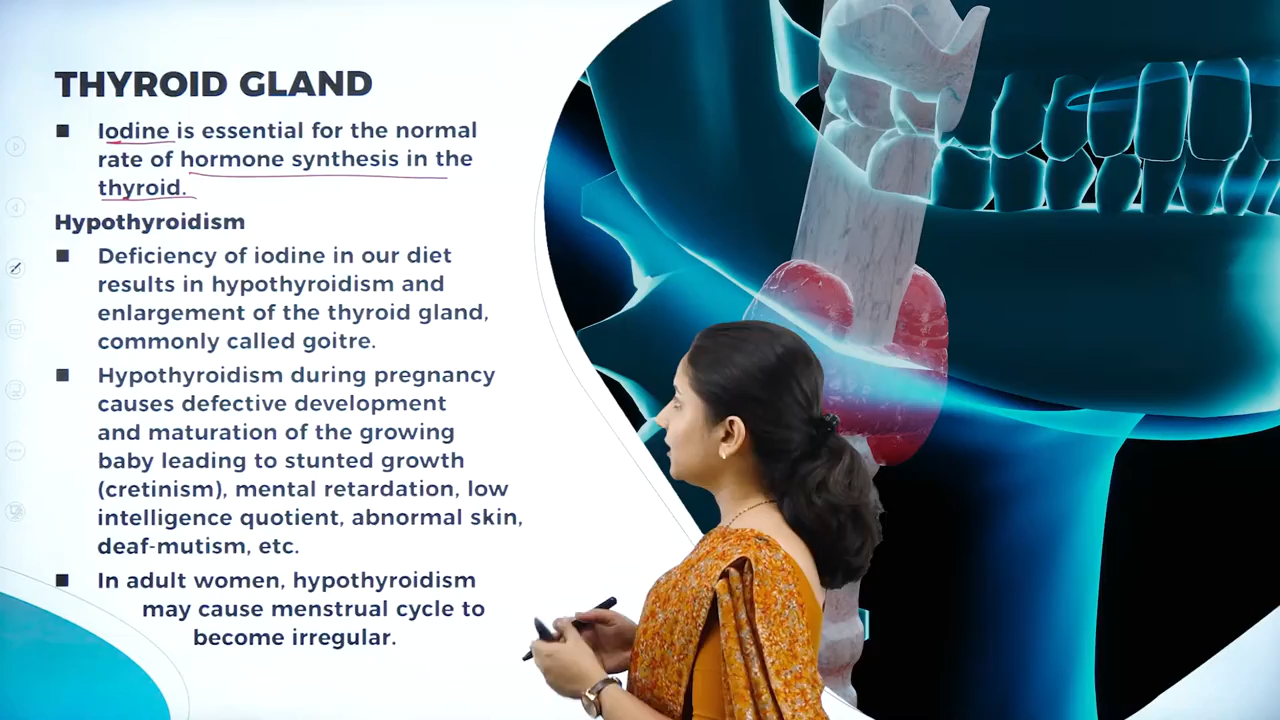 THYROID GLAND
■ Iodine is essential for the normal
rate of hormone synthesis in the
thyroid.
Hypothyroidism
■ Deficiency of iodine in our diet
results in hypothyroidism and
enlargement of the thyroid gland,
commonly called goitre.
■ Hypothyroidism during pregnancy
causes defective development
and maturation of the growing
baby leading to stunted growth
(cretinism), mental retardation, low
intelligence quotient, abnormal skin,
deaf-mutism, etc.
■ In adult women, hypothyroidism
may cause menstrual cycle to
become irregular.